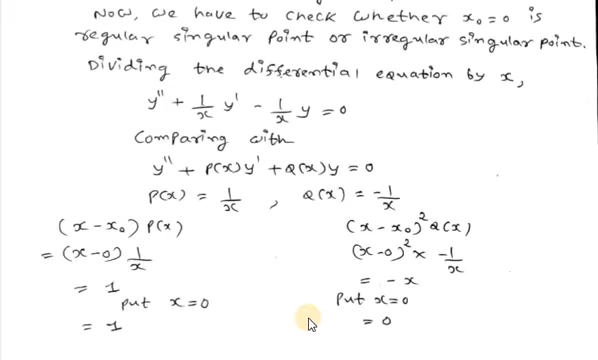 Now, we have to check whether x₀ = 0 is
regular singular point or irregular singular point.
Dividing the differential equation by x,
y'' + 1/x y' - 1/x y = 0
Comparing with
y'' + P(x)y' + Q(x)y = 0
P(x) = 1/x , Q(x) = -1/x
(x - x₀) P(x)
= (x-0) 1/x
= 1
put x=0
= 1
(x - x₀)² Q(x)
(x-0)² × -1/x
= - x
put x=0
= 0